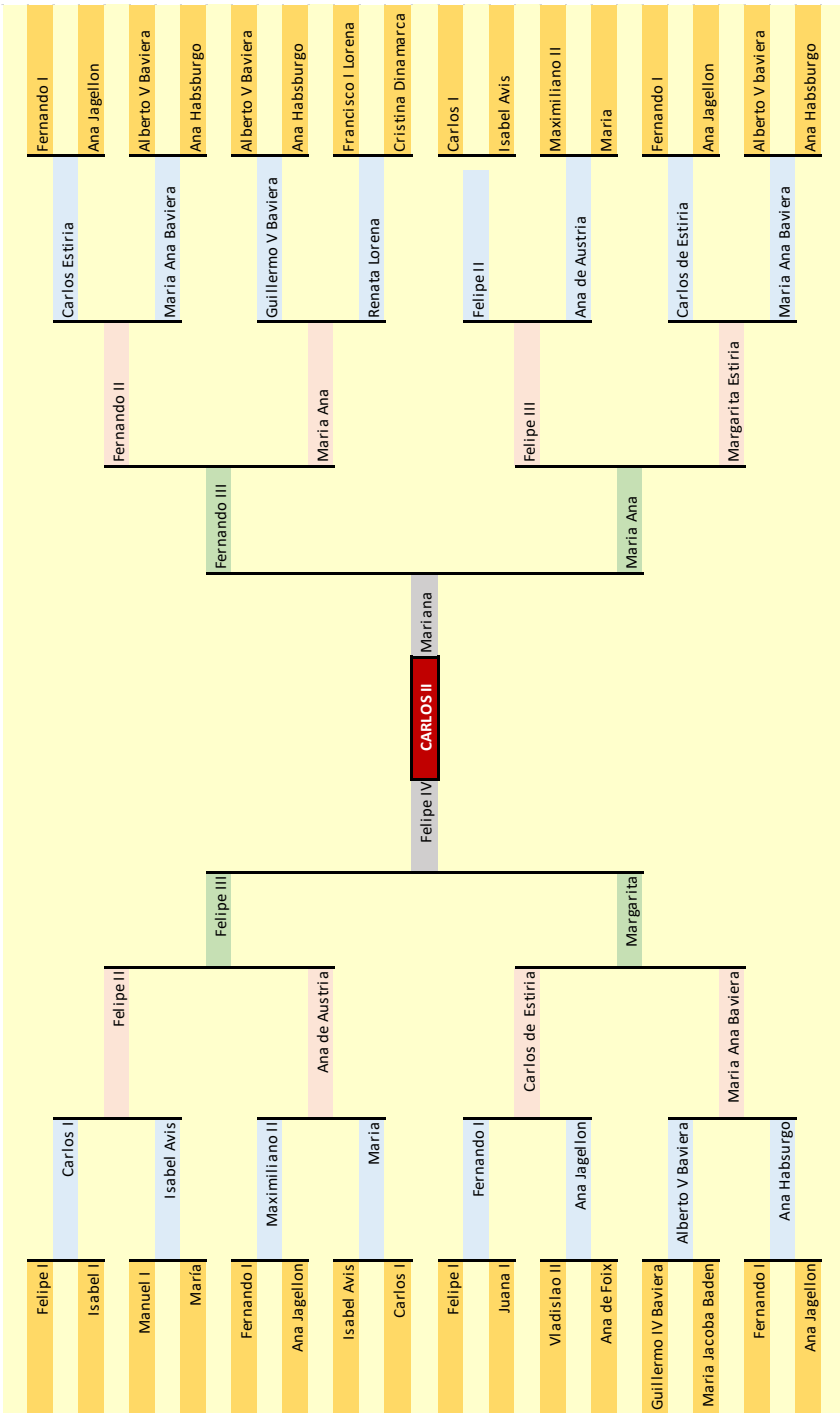 Fernando I
Ana Jagellon
Alberto V Baviera
Ana Habsburgo
Alberto V Baviera
Ana Habsburgo
Francisco I Lorena
Cristina Dinamarca
Carlos I
Isabel Avis
Maximiliano II
Maria
Fernando I
Ana Jagellon
Alberto V baviera
Ana Habsburgo
Carlos Estiria
Maria Ana Baviera
Guillermo V Baviera
Renata Lorena
Felipe II
Ana de Austria
Carlos de Estiria
Maria Ana Baviera
Fernando II
Maria Ana
Felipe III
Margarita Estiria
Fernando III
Maria Ana
Mariana
CARLOS II
Felipe IV
Felipe III
Margarita
Felipe II
Ana de Austria
Carlos de Estiria
Maria Ana Baviera
Carlos I
Isabel Avis
Maximiliano II
Maria
Fernando I
Ana Jagellon
Alberto V Baviera
Ana Habsurgo
Felipe I
Isabel I
Manuel I
María
Fernando I
Ana Jagellon
Isabel Avis
Carlos I
Felipe I
Juana I
Vladislao II
Ana de Foix
Guillermo IV Baviera
Maria Jacoba Baden
Fernando I
Ana Jagellon